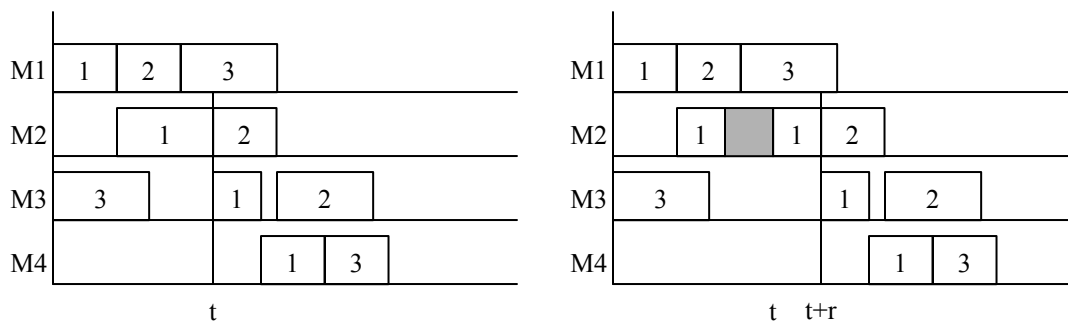 M1 1 2 3
M2 1 2
M3 3 1 2
M4 1 3
t
M1 1 2 3
M2 1 1 2
M3 3 1 2
M4 1 3
t t+r